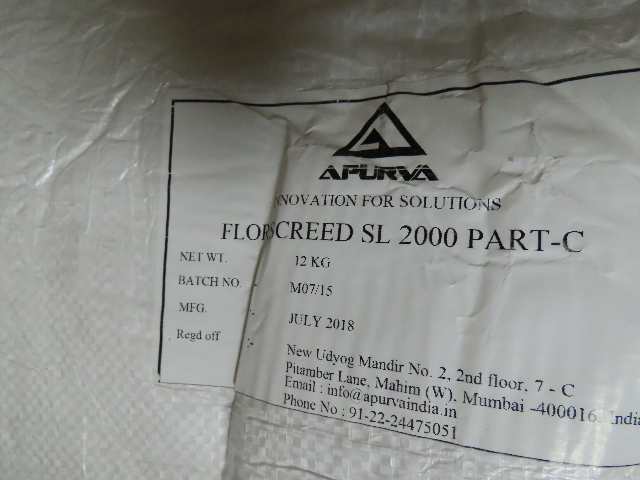 APURVA
INNOVATION FOR SOLUTIONS
FLORSCREED SL 2000 PART-C
NET WT. 12 KG
BATCH NO. : M07/15
MFG. : JULY 2018
Regd off : New Udyog Mandir No. 2, 2nd floor, 7 - C
Pitamber Lane, Mahim (W). Mumbai -400016 India
Email : info@apurvaindia.in
Phone No : 91-22-24475051